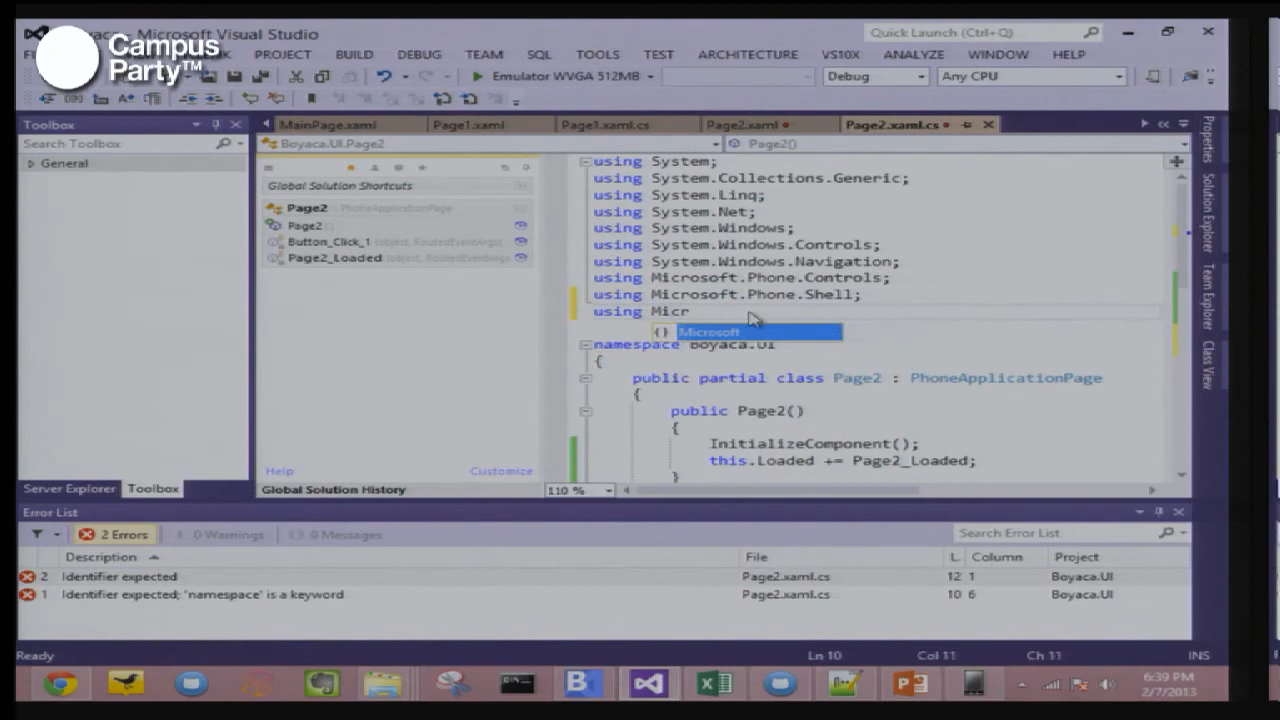 Campus
Party™
Microsoft Visual Studio
Quick Launch (Ctrl+Q)
PROJECT BUILD DEBUG TEAM SQL TOOLS TEST ARCHITECTURE VS10X ANALYZE WINDOW HELP
Emulator WVGA 512MB Debug Any CPU
Toolbox
MainPage.xaml Page1.xaml Page1.xaml.cs Page2.xaml Page2.xaml.cs
Search Toolbox
Boyaca.UI.Page2 Page2()
General
Global Solution Shortcuts
Page2 PhoneApplicationPage
Page2 ()
Button_Click_1 (object, RoutedEventArgs)
Page2_Loaded (object, RoutedEventArgs)
Help Customize
Global Solution History
using System;
using System.Collections.Generic;
using System.Linq;
using System.Net;
using System.Windows;
using System.Windows.Controls;
using System.Windows.Navigation;
using Microsoft.Phone.Controls;
using Microsoft.Phone.Shell;
using Micr
{} Microsoft
namespace Boyaca.UI
{
public partial class Page2 : PhoneApplicationPage
{
public Page2()
{
InitializeComponent();
this.Loaded += Page2_Loaded;
}
110 %
Properties
Solution Explorer
Team Explorer
Class View
Server Explorer Toolbox
Error List
2 Errors 0 Warnings 0 Messages
Search Error List
Description File L. Column Project
2 Identifier expected Page2.xaml.cs 12 1 Boyaca.UI
1 Identifier expected; 'namespace' is a keyword Page2.xaml.cs 10 6 Boyaca.UI
Ready Ln 10 Col 11 Ch 11 INS
6:39 PM
2/7/2013